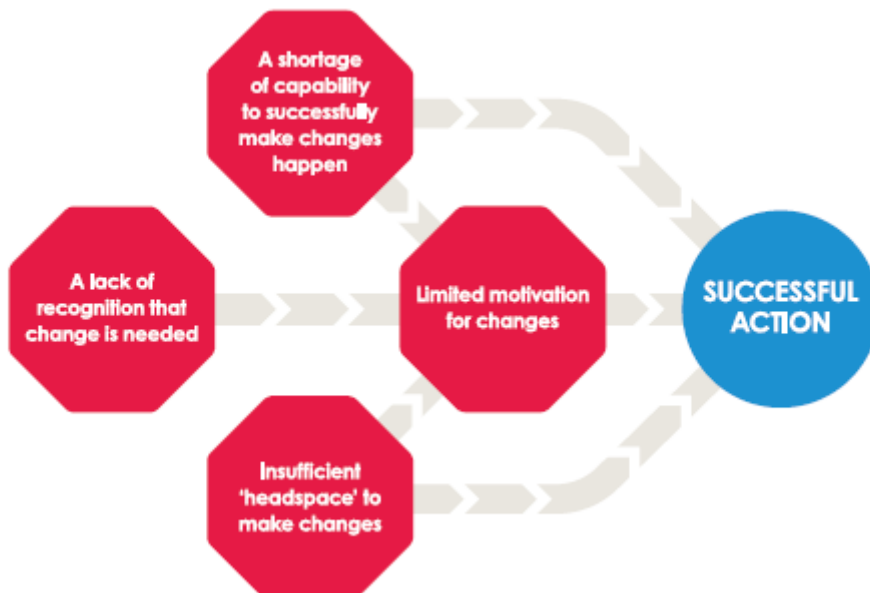 A shortage
of capability
to successfully
make changes
happen
A lack of
recognition that
change is needed
Limited motivation
for changes
SUCCESSFUL
ACTION
Insufficient
'headspace' to
make changes